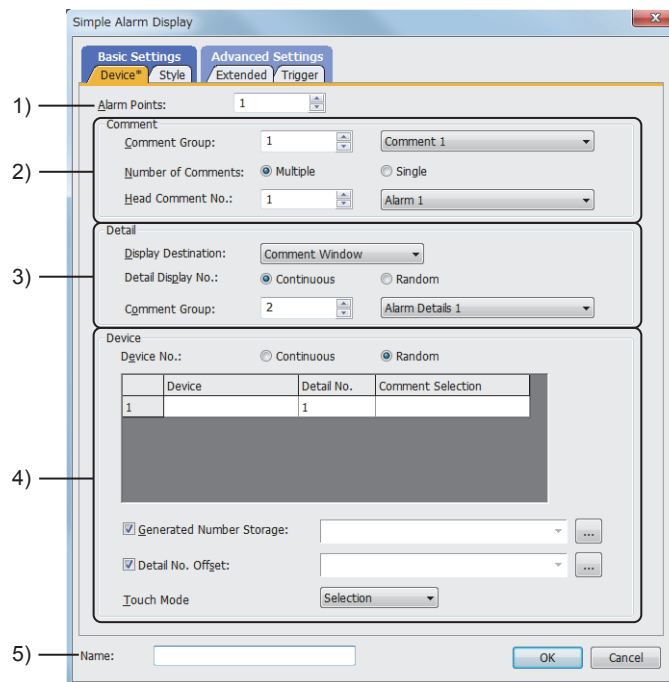 Simple Alarm Display
Basic Settings Advanced Settings
Device* Style Extended Trigger
1) Alarm Points: 1
Comment
Comment Group: 1 Comment 1
2) Number of Comments: Multiple Single
Head Comment No.: 1 Alarm 1
Detail
Display Destination: Comment Window
3) Detail Display No.: Continuous Random
Comment Group: 2 Alarm Details 1
Device
Device No.: Continuous Random
Device Detail No. Comment Selection
1 1
4)
Generated Number Storage: ...
Detail No. Offset: ...
Touch Mode Selection
5) Name: OK Cancel